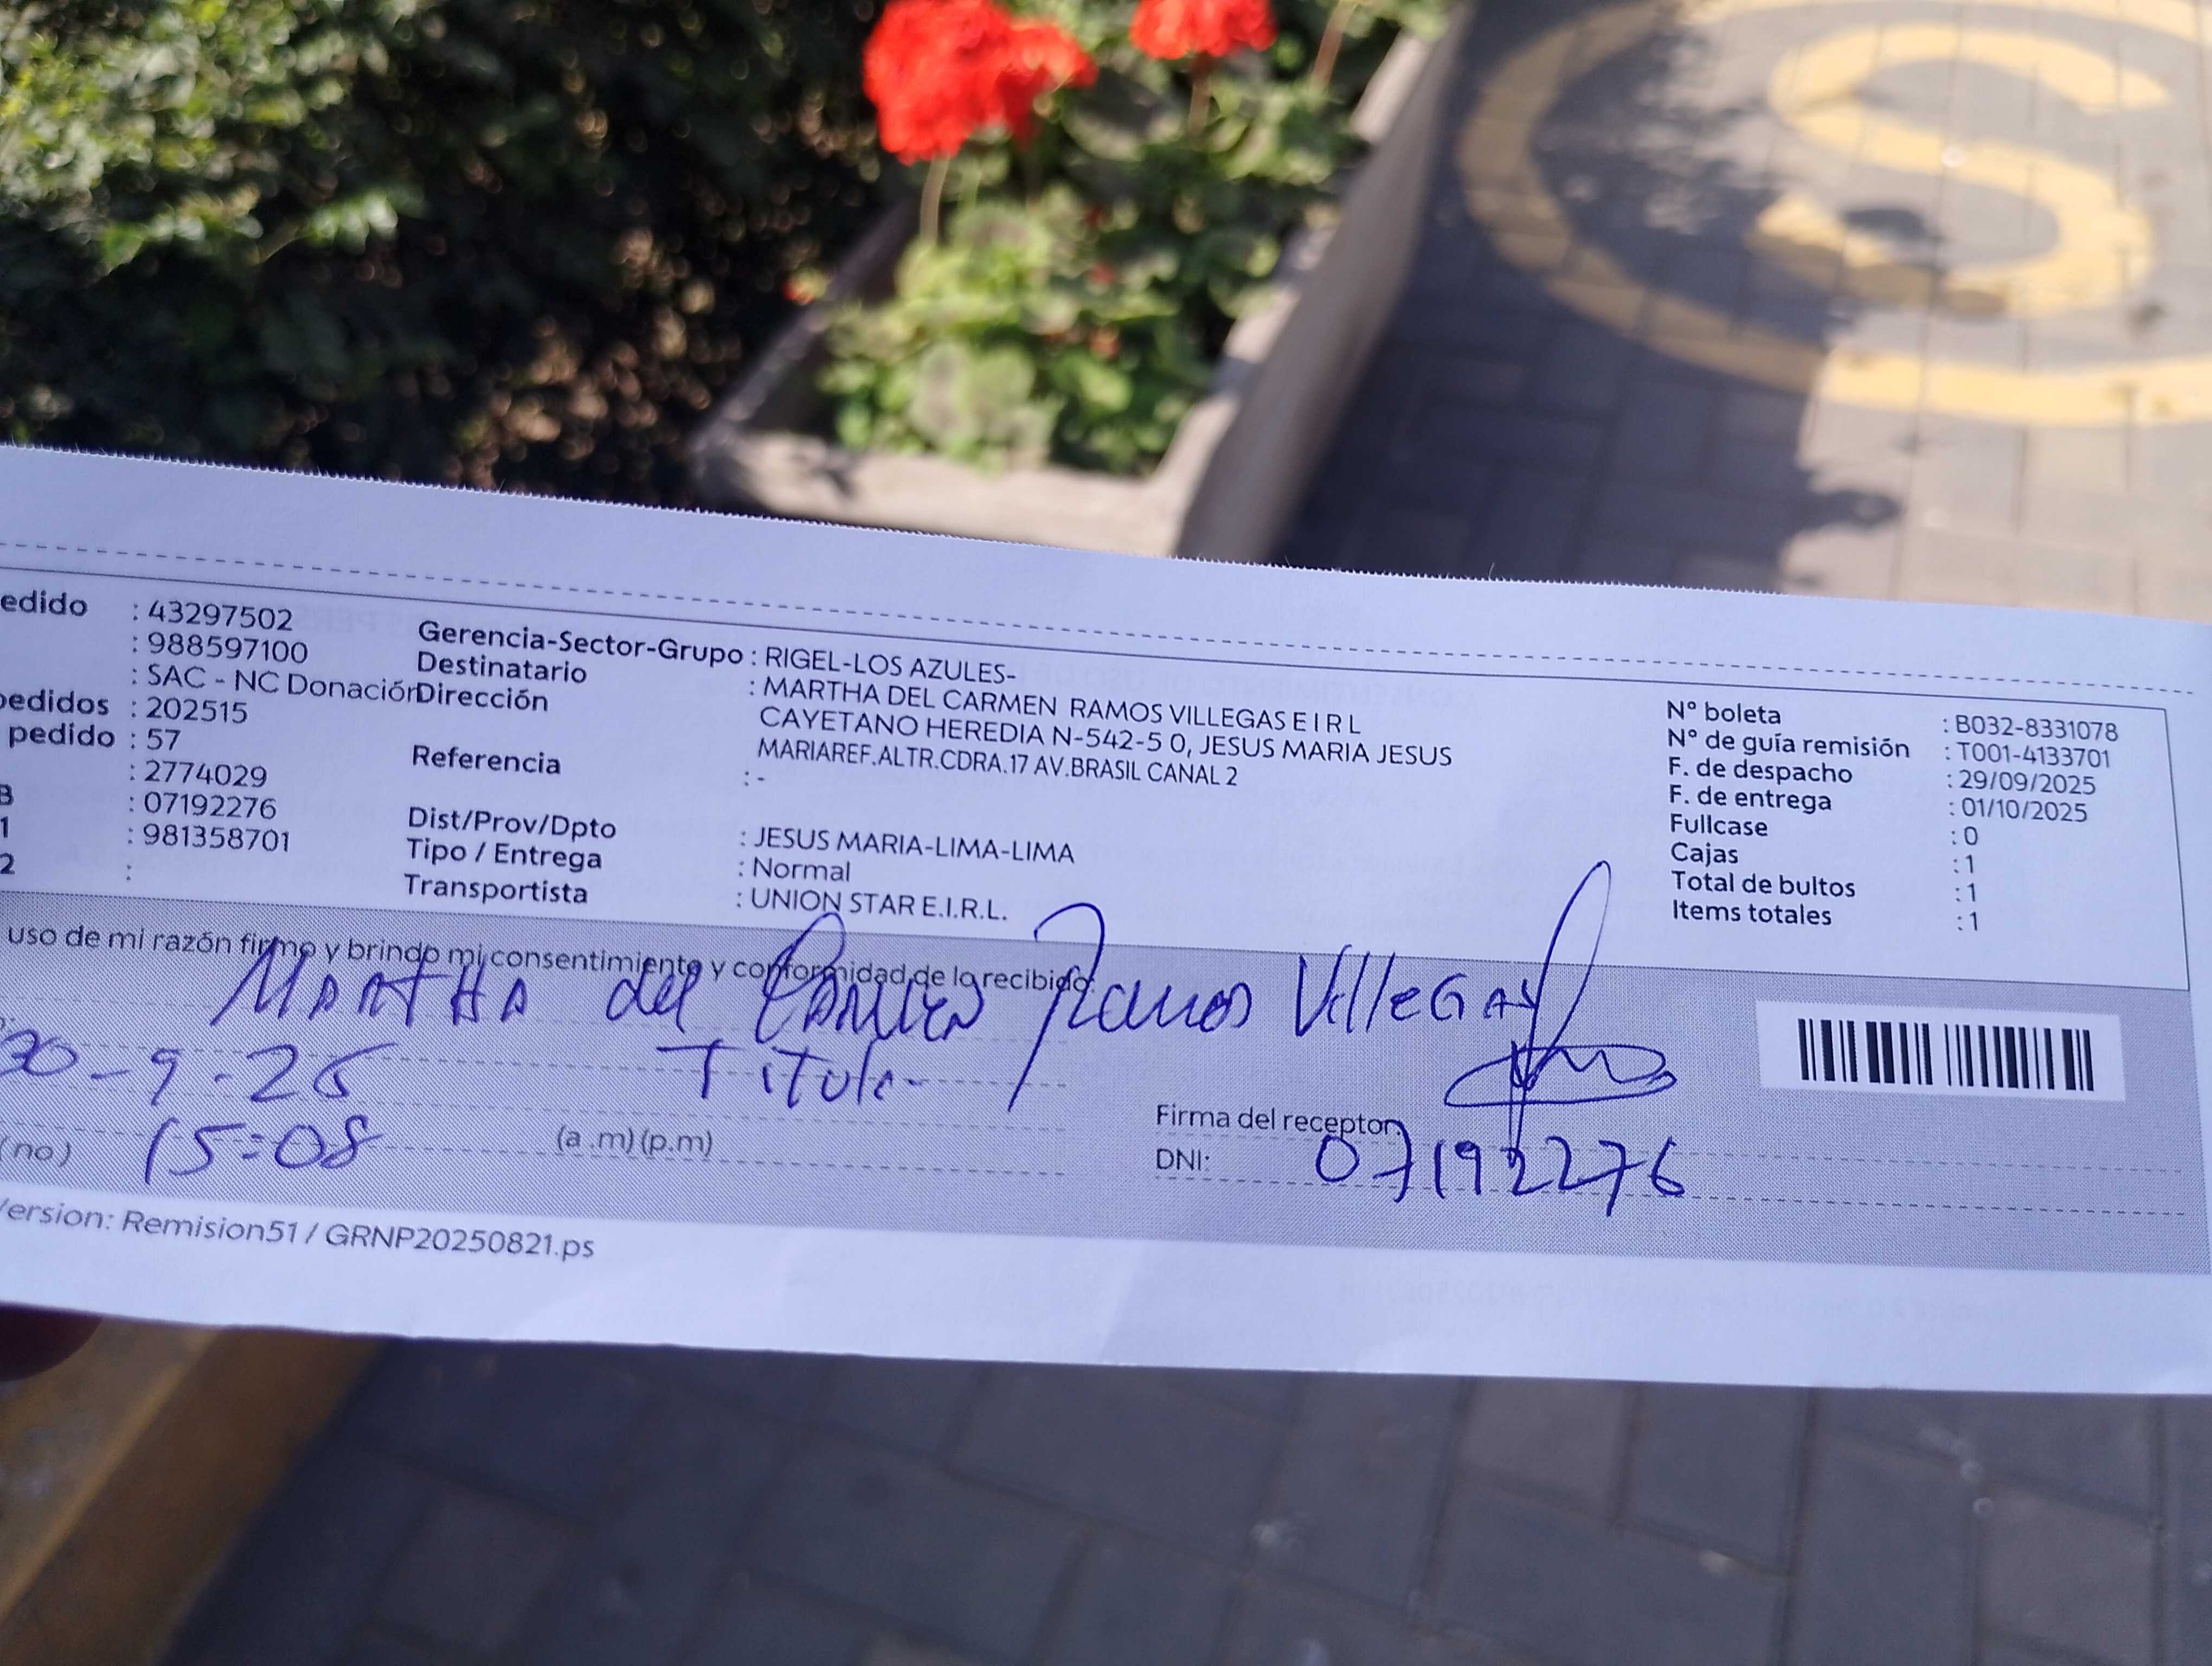 S
edido : 43297502
: 988597100
: SAC - NC Donación
pedidos : 202515
pedido : 57
: 2774029
B : 07192276
1 : 981358701
2 :
Gerencia-Sector-Grupo : RIGEL-LOS AZULES-
Destinatario : MARTHA DEL CARMEN RAMOS VILLEGAS E I R L
Dirección CAYETANO HEREDIA N-542-5 0, JESUS MARIA JESUS
MARIAREF.ALTR.CDRA.17 AV.BRASIL CANAL 2
Referencia : -
Dist/Prov/Dpto : JESUS MARIA-LIMA-LIMA
Tipo / Entrega : Normal
Transportista : UNION STAR E.I.R.L.
N° boleta : B032-8331078
N° de guía remisión : T001-4133701
F. de despacho : 29/09/2025
F. de entrega : 01/10/2025
Fullcase : 0
Cajas : 1
Total de bultos : 1
Items totales : 1
uso de mi razón firmo y brindo mi consentimiento y conformidad de lo recibido.
MARTHA del CARMEN Ramos VilleGAS
30-9-25 Titular
(no) 15:08 (a .m) (p.m)
Firma del receptor.
DNI: 07192276
Version: Remision51 / GRNP20250821.ps